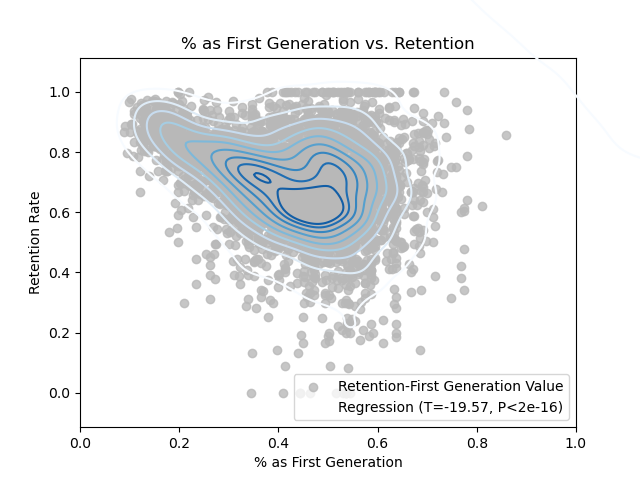 % as First Generation vs. Retention
1.0
0.8
0.6
0.4
0.2
0.0
Retention Rate
Retention-First Generation Value
Regression (T=-19.57, P<2e-16)
0.0 0.2 0.4 0.6 0.8 1.0
% as First Generation